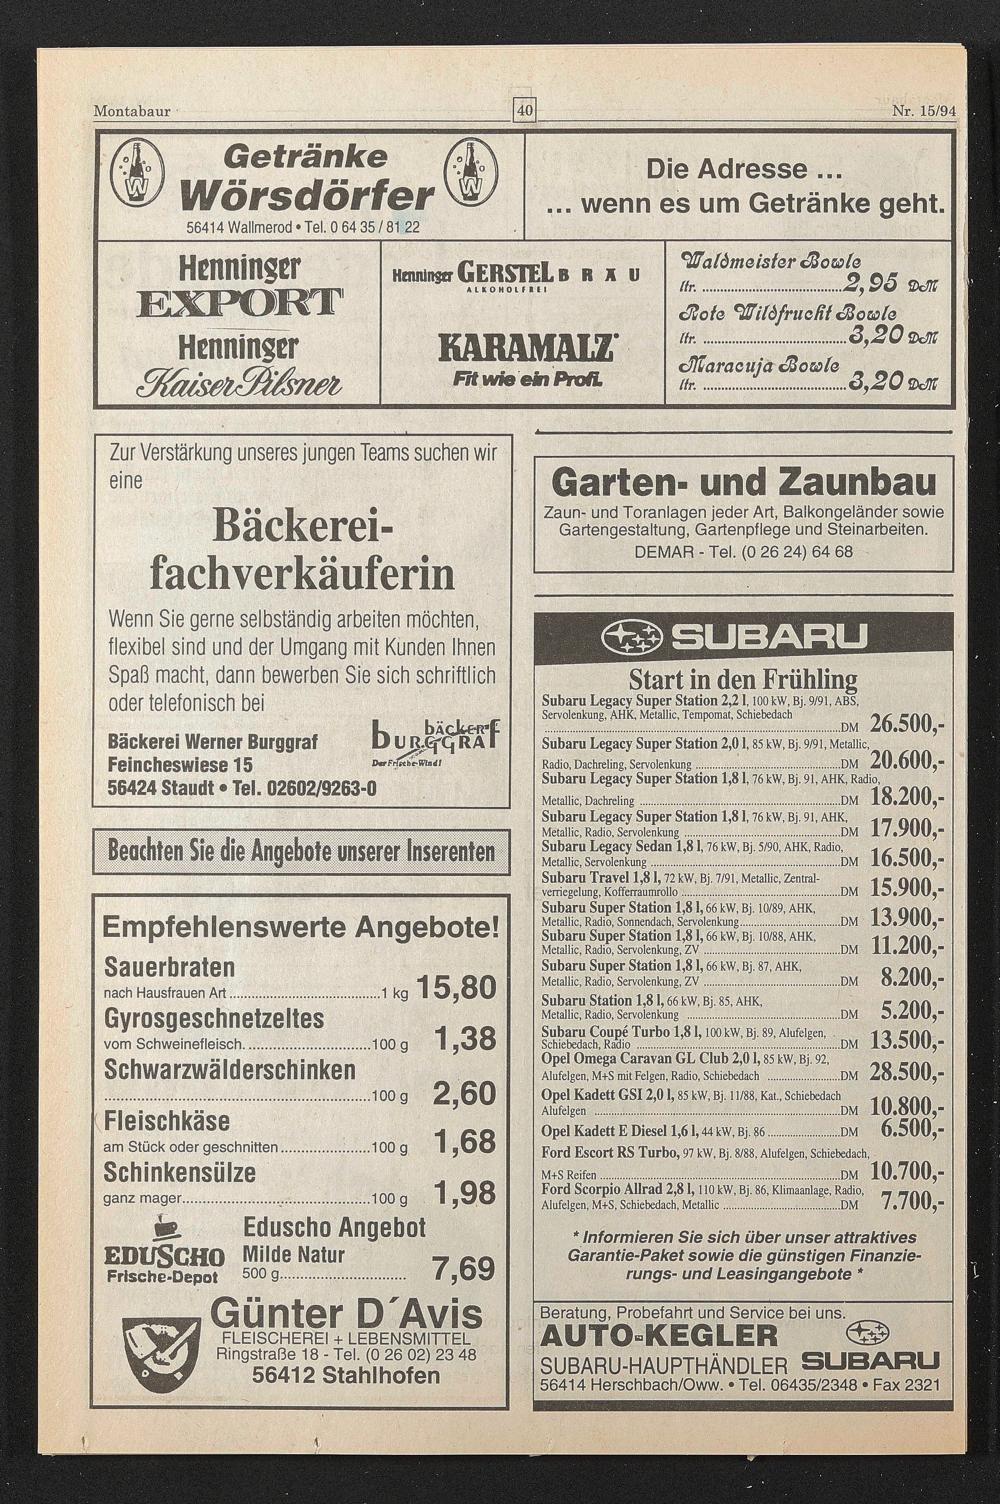 Montabaur
40
Nr. 15/94
Getränke
Wörsdörfer
56414 Wallmerod • Tel. 0 64 35 / 81 22
Die Adresse ...
... wenn es um Getränke geht.
Henninger
EXPORT
Henninger
Kaiser Pilsner
Henninger GERSTEL BRÄU
ALKOHOLFREI
KARAMALZ
Fit wie ein Profi.
Waldmeister Bowle
ltr. ................................ 2,95 DM
Rote Wildfrucht Bowle
ltr. ................................ 3,20 DM
Maracuja Bowle
ltr. ................................ 3,20 DM
Zur Verstärkung unseres jungen Teams suchen wir
eine
Bäckerei-
fachverkäuferin
Wenn Sie gerne selbständig arbeiten möchten,
flexibel sind und der Umgang mit Kunden Ihnen
Spaß macht, dann bewerben Sie sich schriftlich
oder telefonisch bei
Bäckerei Werner Burggraf
Feincheswiese 15
56424 Staudt • Tel. 02602/9263-0
bäcker
BURGGRAF
Der Frische-Wind!
Beachten Sie die Angebote unserer Inserenten
Empfehlenswerte Angebote!
Sauerbraten
nach Hausfrauen Art ................................ 1 kg 15,80
Gyrosgeschnetzeltes
vom Schweinefleisch. ............................ 100 g 1,38
Schwarzwälderschinken
................................ 100 g 2,60
Fleischkäse
am Stück oder geschnitten .................... 100 g 1,68
Schinkensülze
ganz mager ................................ 100 g 1,98
EDUSCHO
Frische-Depot
Eduscho Angebot
Milde Natur
500 g ............................ 7,69
Günter D´Avis
FLEISCHEREI + LEBENSMITTEL
Ringstraße 18 - Tel. (0 26 02) 23 48
56412 Stahlhofen
Garten- und Zaunbau
Zaun- und Toranlagen jeder Art, Balkongeländer sowie
Gartengestaltung, Gartenpflege und Steinarbeiten.
DEMAR - Tel. (0 26 24) 64 68
SUBARU
Start in den Frühling
Subaru Legacy Super Station 2,2 l, 100 kW, Bj. 9/91, ABS,
Servolenkung, AHK, Metallic, Tempomat, Schiebedach
................................ DM 26.500,-
Subaru Legacy Super Station 2,0 l, 85 kW, Bj. 9/91, Metallic,
Radio, Dachreling, Servolenkung ................................ DM 20.600,-
Subaru Legacy Super Station 1,8 l, 76 kW, Bj. 91, AHK, Radio,
Metallic, Dachreling ................................ DM 18.200,-
Subaru Legacy Super Station 1,8 l, 76 kW, Bj. 91, AHK,
Metallic, Radio, Servolenkung ................................ DM 17.900,-
Subaru Legacy Sedan 1,8 l, 76 kW, Bj. 5/90, AHK, Radio,
Metallic, Servolenkung ................................ DM 16.500,-
Subaru Travel 1,8 l, 72 kW, Bj. 7/91, Metallic, Zentral-
verriegelung, Kofferraumrollo ................................ DM 15.900,-
Subaru Super Station 1,8 l, 66 kW, Bj. 10/89, AHK,
Metallic, Radio, Sonnendach, Servolenkung ................................ DM 13.900,-
Subaru Super Station 1,8 l, 66 kW, Bj. 10/88, AHK,
Metallic, Radio, Servolenkung, ZV ................................ DM 11.200,-
Subaru Super Station 1,8 l, 66 kW, Bj. 87, AHK,
Metallic, Radio, Servolenkung, ZV ................................ DM 8.200,-
Subaru Station 1,8 l, 66 kW, Bj. 85, AHK,
Metallic, Radio, Servolenkung ................................ DM 5.200,-
Subaru Coupé Turbo 1,8 l, 100 kW, Bj. 89, Alufelgen,
Schiebedach, Radio ................................ DM 13.500,-
Opel Omega Caravan GL Club 2,0 l, 85 kW, Bj. 92,
Alufelgen, M+S mit Felgen, Radio, Schiebedach .................... DM 28.500,-
Opel Kadett GSI 2,0 l, 85 kW, Bj. 11/88, Kat., Schiebedach
Alufelgen ................................ DM 10.800,-
Opel Kadett E Diesel 1,6 l, 44 kW, Bj. 86 .................... DM 6.500,-
Ford Escort RS Turbo, 97 kW, Bj. 8/88, Alufelgen, Schiebedach,
M+S Reifen ................................ DM 10.700,-
Ford Scorpio Allrad 2,8 l, 110 kW, Bj. 86, Klimaanlage, Radio,
Alufelgen, M+S, Schiebedach, Metallic ................................ DM 7.700,-
* Informieren Sie sich über unser attraktives
Garantie-Paket sowie die günstigen Finanzie-
rungs- und Leasingangebote *
Beratung, Probefahrt und Service bei uns.
AUTO-KEGLER
SUBARU-HAUPTHÄNDLER SUBARU
56414 Herschbach/Oww. • Tel. 06435/2348 • Fax 2321